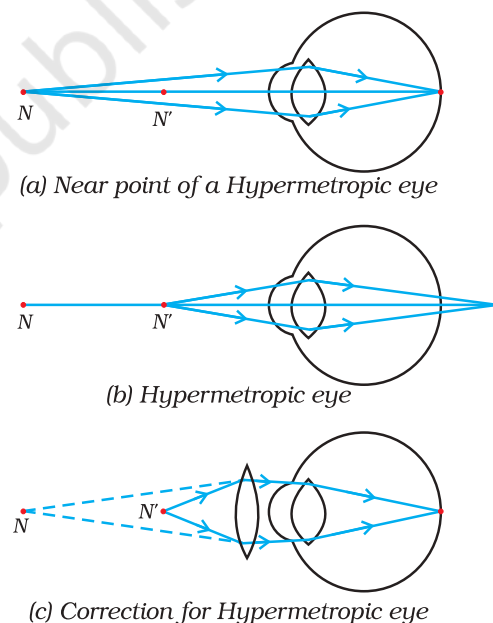 N
N′
(a) Near point of a Hypermetropic eye
N
N′
(b) Hypermetropic eye
N
N′
(c) Correction for Hypermetropic eye